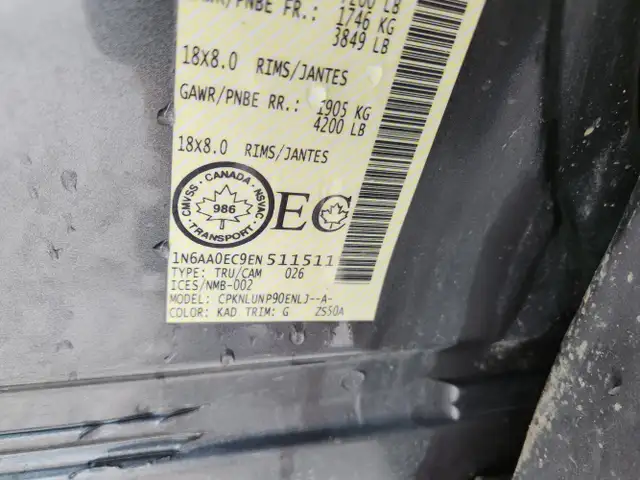 GAWR/PNBE FR.: 1746 KG
3849 LB
18X8.0 RIMS/JANTES
GAWR/PNBE RR.: 1905 KG
4200 LB
18X8.0 RIMS/JANTES
CMVSS · CANADA · NSVAC
986
TRANSPORT
EC
1N6AA0EC9EN511511
TYPE: TRU/CAM 026
ICES/NMB-002
MODEL: CPKNLUNP90ENLJ--A-
COLOR: KAD TRIM: G ZS50A